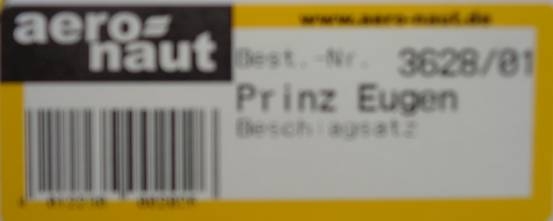 aero-
naut
www.aero-naut.de
Best.-Nr. 3628/01
Prinz Eugen
Beschlagsatz